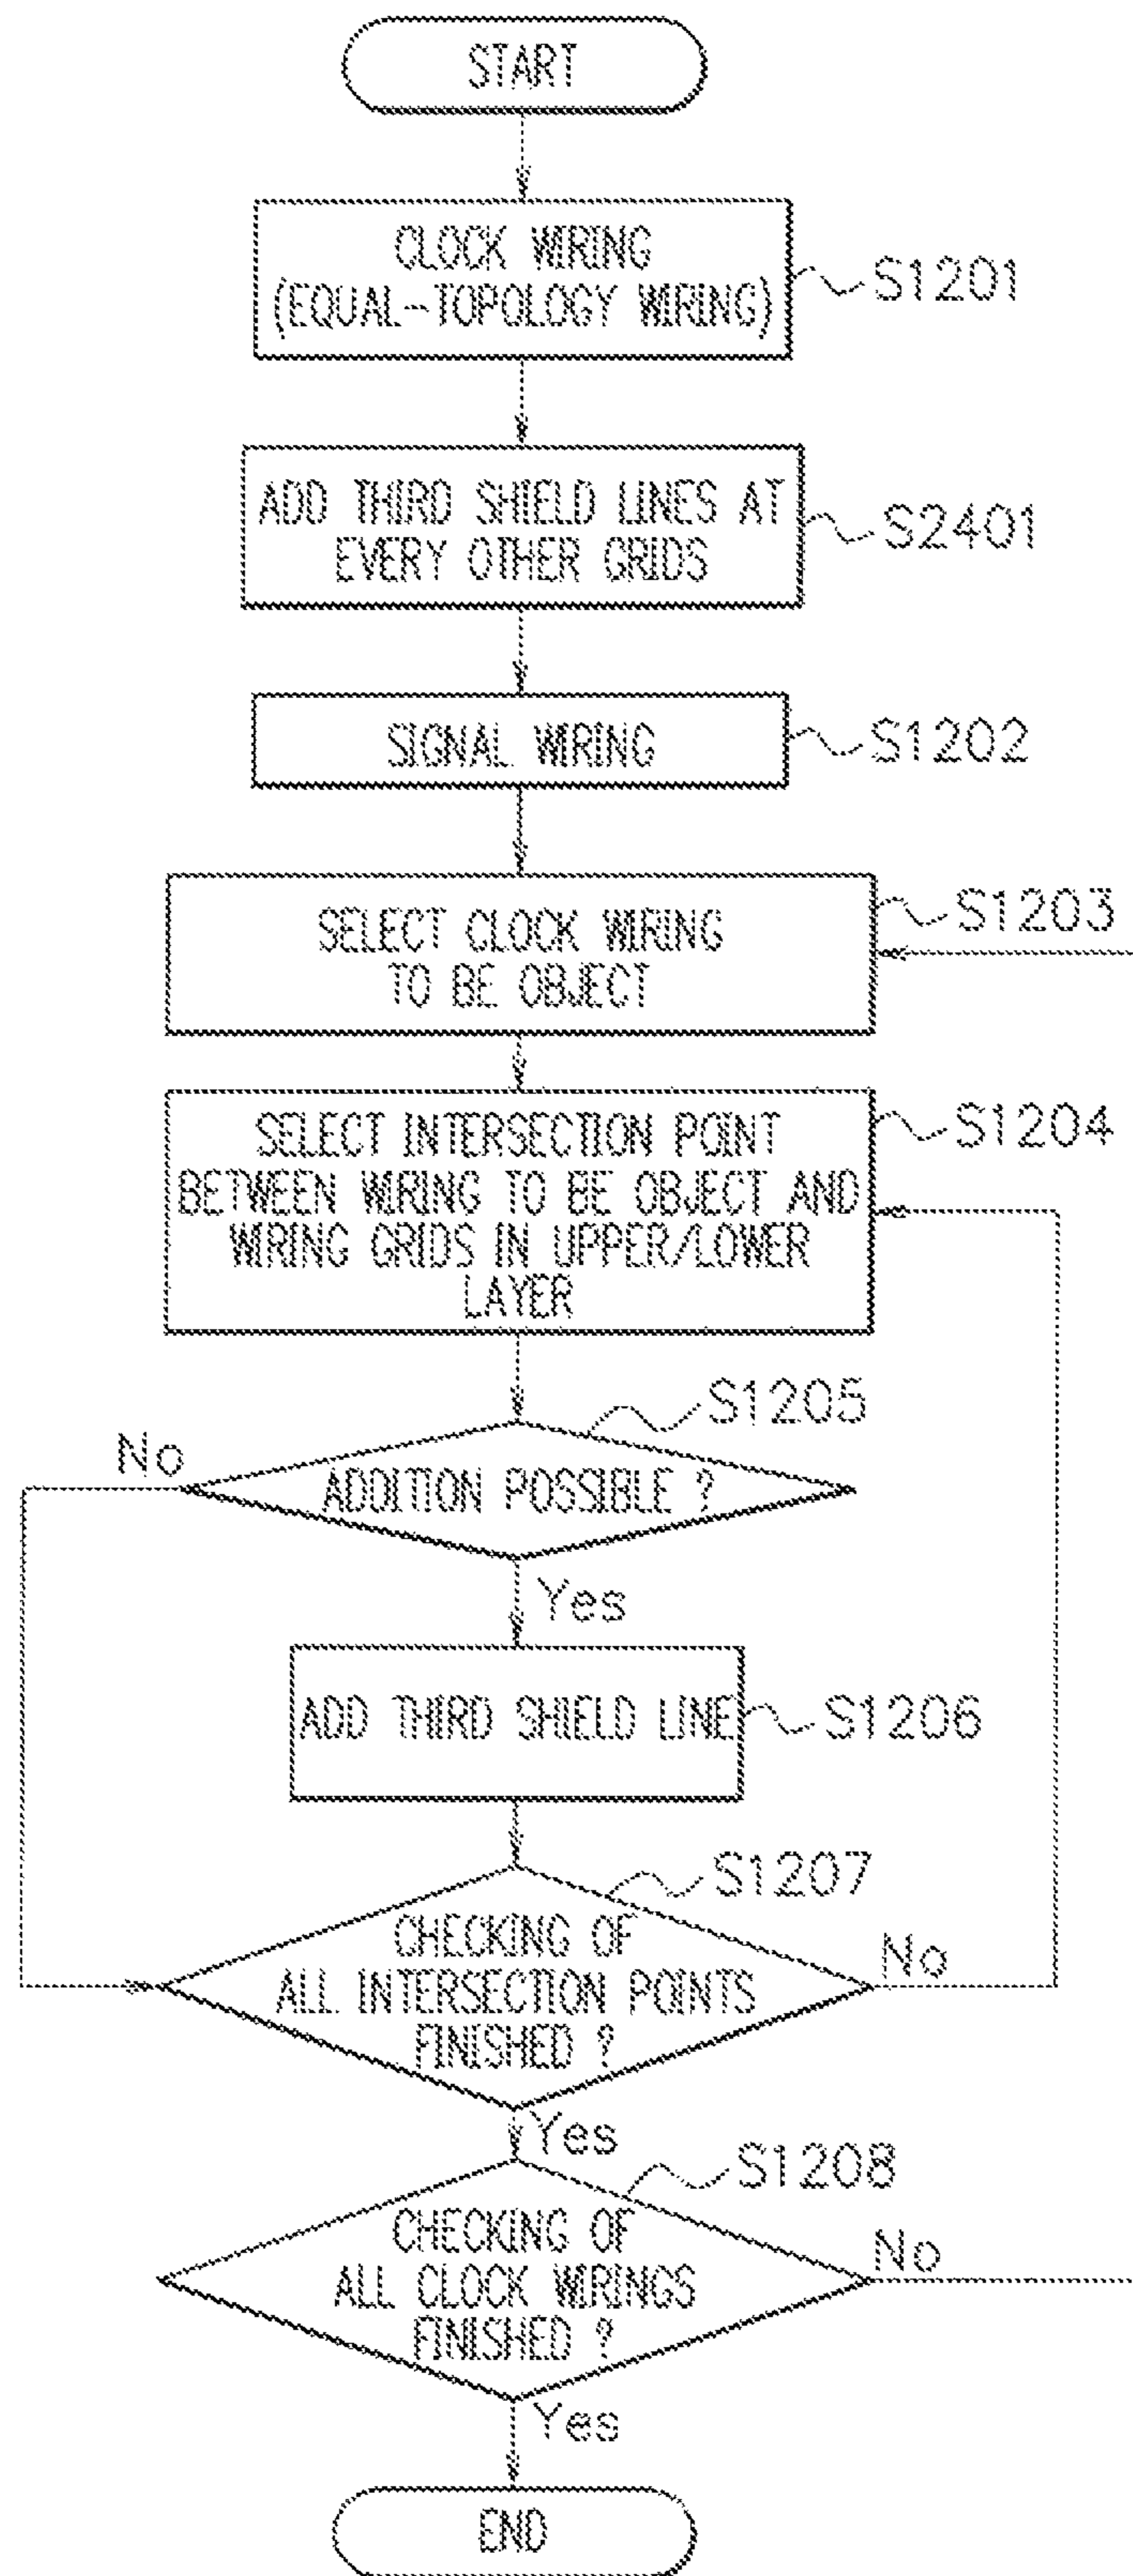 START
CLOCK WIRING
(EQUAL-TOPOLOGY WIRING)
S1201
ADD THIRD SHIELD LINES AT
EVERY OTHER GRIDS
S2401
SIGNAL WIRING
S1202
SELECT CLOCK WIRING
TO BE OBJECT
S1203
SELECT INTERSECTION POINT
BETWEEN WIRING TO BE OBJECT AND
WIRING GRIDS IN UPPER/LOWER
LAYER
S1204
S1205
No
ADDITION POSSIBLE ?
Yes
ADD THIRD SHIELD LINE
S1206
S1207
CHECKING OF
ALL INTERSECTION POINTS
FINISHED ?
No
Yes
S1208
CHECKING OF
ALL CLOCK WIRINGS
FINISHED ?
No
Yes
END